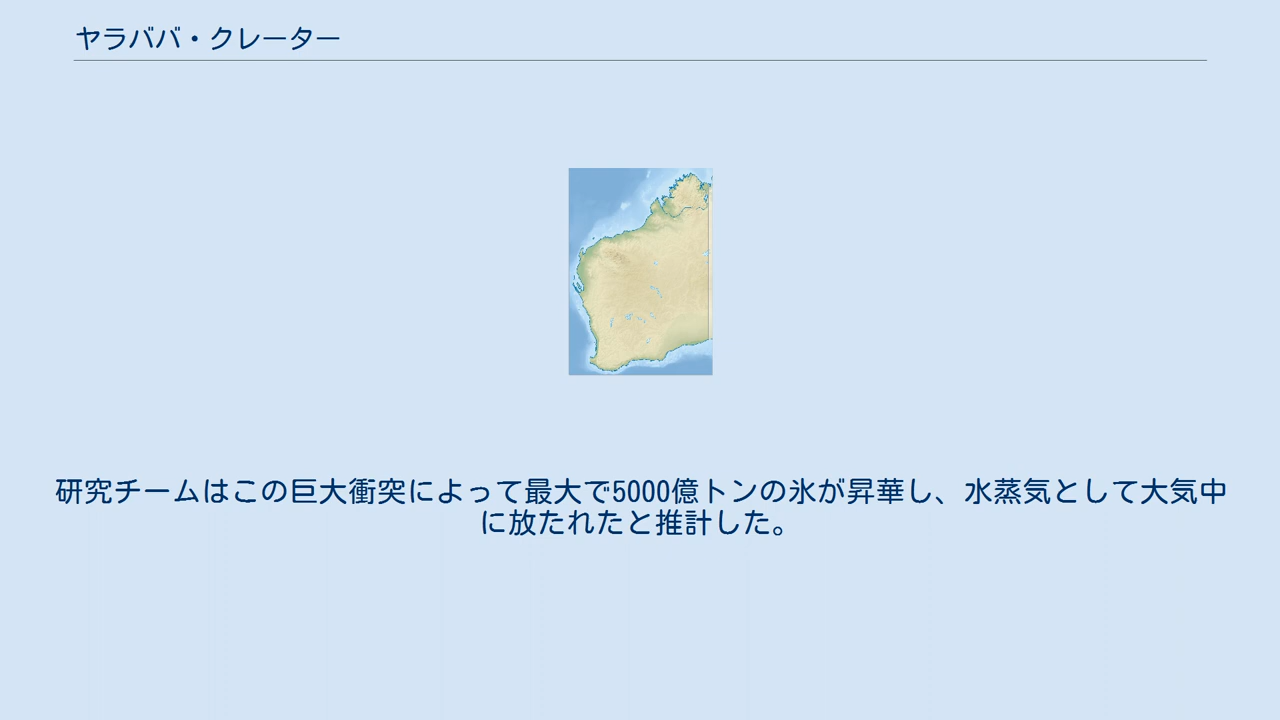 ヤラババ・クレーター
研究チームはこの巨大衝突によって最大で5000億トンの氷が昇華し、水蒸気として大気中
に放たれたと推計した。